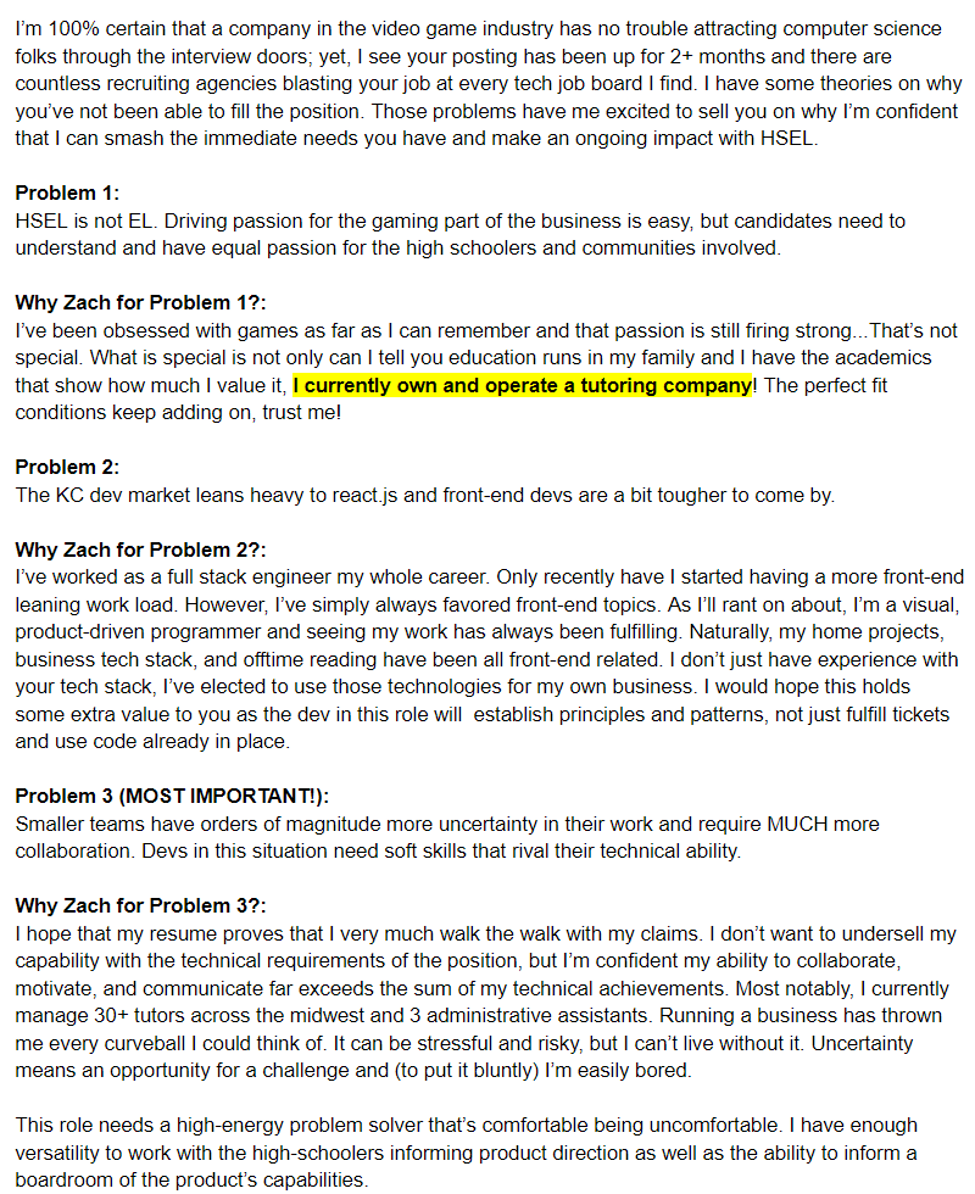 I'm 100% certain that a company in the video game industry has no trouble attracting computer science
folks through the interview doors; yet, I see your posting has been up for 2+ months and there are
countless recruiting agencies blasting your job at every tech job board I find. I have some theories on why
you've not been able to fill the position. Those problems have me excited to sell you on why I'm confident
that I can smash the immediate needs you have and make an ongoing impact with HSEL.
Problem 1:
HSEL is not EL. Driving passion for the gaming part of the business is easy, but candidates need to
understand and have equal passion for the high schoolers and communities involved.
Why Zach for Problem 1?:
I've been obsessed with games as far as I can remember and that passion is still firing strong...That's not
special. What is special is not only can I tell you education runs in my family and I have the academics
that show how much I value it, I currently own and operate a tutoring company! The perfect fit
conditions keep adding on, trust me!
Problem 2:
The KC dev market leans heavy to react.js and front-end devs are a bit tougher to come by.
Why Zach for Problem 2?:
I've worked as a full stack engineer my whole career. Only recently have I started having a more front-end
leaning work load. However, I've simply always favored front-end topics. As I'll rant on about, I'm a visual,
product-driven programmer and seeing my work has always been fulfilling. Naturally, my home projects,
business tech stack, and offtime reading have been all front-end related. I don't just have experience with
your tech stack, I've elected to use those technologies for my own business. I would hope this holds
some extra value to you as the dev in this role will  establish principles and patterns, not just fulfill tickets
and use code already in place.
Problem 3 (MOST IMPORTANT!):
Smaller teams have orders of magnitude more uncertainty in their work and require MUCH more
collaboration. Devs in this situation need soft skills that rival their technical ability.
Why Zach for Problem 3?:
I hope that my resume proves that I very much walk the walk with my claims. I don't want to undersell my
capability with the technical requirements of the position, but I'm confident my ability to collaborate,
motivate, and communicate far exceeds the sum of my technical achievements. Most notably, I currently
manage 30+ tutors across the midwest and 3 administrative assistants. Running a business has thrown
me every curveball I could think of. It can be stressful and risky, but I can't live without it. Uncertainty
means an opportunity for a challenge and (to put it bluntly) I'm easily bored.
This role needs a high-energy problem solver that's comfortable being uncomfortable. I have enough
versatility to work with the high-schoolers informing product direction as well as the ability to inform a
boardroom of the product's capabilities.